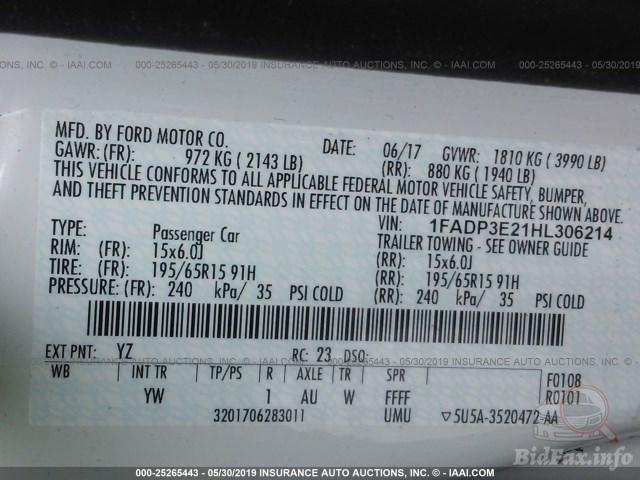 000-25265443 - 05/30/2019 INSURANCE AUTO AUCTIONS, INC. - IAAI.COM
MFD. BY FORD MOTOR CO. DATE: 06/17 GVWR: 1810 KG ( 3990 LB)
GAWR: (FR): 972 KG ( 2143 LB) (RR): 880 KG ( 1940 LB)
THIS VEHICLE CONFORMS TO ALL APPLICABLE FEDERAL MOTOR VEHICLE SAFETY, BUMPER,
AND THEFT PREVENTION STANDARDS IN EFFECT ON THE DATE OF MANUFACTURE SHOWN ABOVE.
VIN: 1FADP3E21HL306214
TYPE: Passenger Car TRAILER TOWING - SEE OWNER GUIDE
RIM: (FR): 15x6.0J (RR): 15x6.0J
TIRE: (FR): 195/65R15 91H (RR): 195/65R15 91H
PRESSURE: (FR): 240 kPa/ 35 PSI COLD (RR): 240 kPa/ 35 PSI COLD
EXT PNT: YZ RC: 23 DSO:
000-25265443 - 05/30/2019 INSURANCE AUTO AUCTIONS, INC. - IAAI.COM
WB INT TR TP/PS R AXLE TR SPR F0108
YW 1 AU W FFFF R0101
3201706283011 UMU ▽5U5A-3520472-AA
BidFax.info
000-25265443 - 05/30/2019 INSURANCE AUTO AUCTIONS, INC. - IAAI.COM